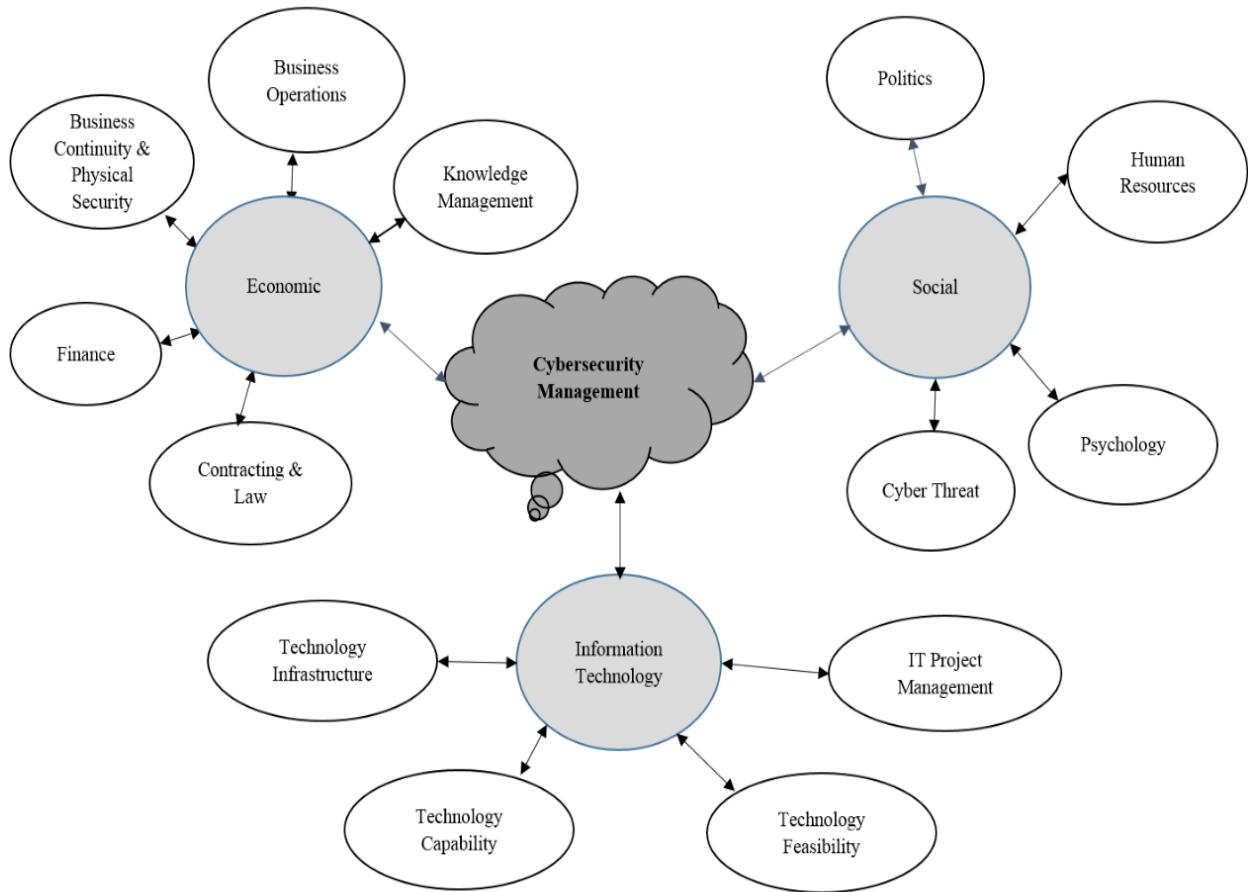 Business
Operations
Politics
Business
Continuity &
Physical
Security
Knowledge
Management
Human
Resources
Economic
Social
Finance
Cybersecurity
Management
Contracting &
Law
Psychology
Cyber Threat
Technology
Infrastructure
Information
Technology
IT Project
Management
Technology
Capability
Technology
Feasibility